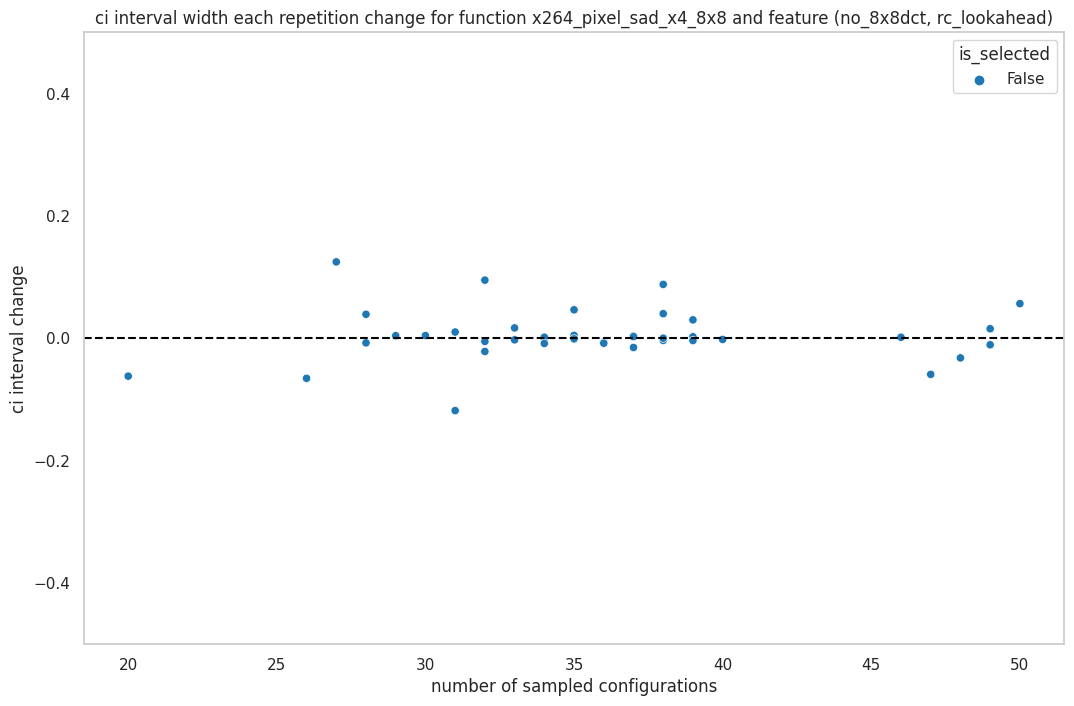 ci interval width each repetition change for function x264_pixel_sad_x4_8x8 and feature (no_8x8dct, rc_lookahead)
is_selected
False
ci interval change
0.4
0.2
0.0
−0.2
−0.4
20 25 30 35 40 45 50
number of sampled configurations